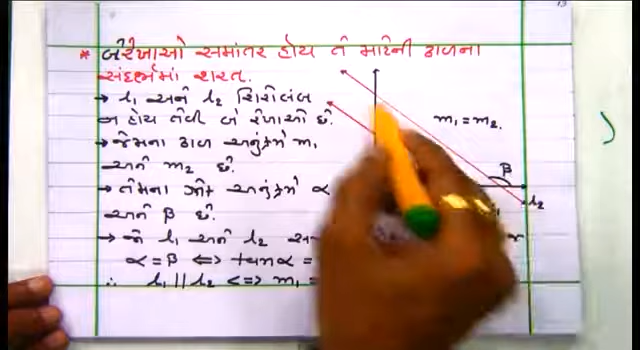 * બે રેખાઓ સમાંતર હોય તે માટેની ઢાળના
સંદર્ભમાં શરત.
→ l₁ અને l₂ શિરોલંબ
ન હોય તેવી બે રેખાઓ છે.
→ જેમના ઢાળ અનુક્રમે m₁
અને m₂ છે.
→ તેમના ઝોક અનુક્રમે α
અને β છે.
→ જો l₁ અને l₂
α = β ⟺ tanα =
∴ l₁ || l₂ <=> m₁ =
m₁ = m₂.
β
l₂